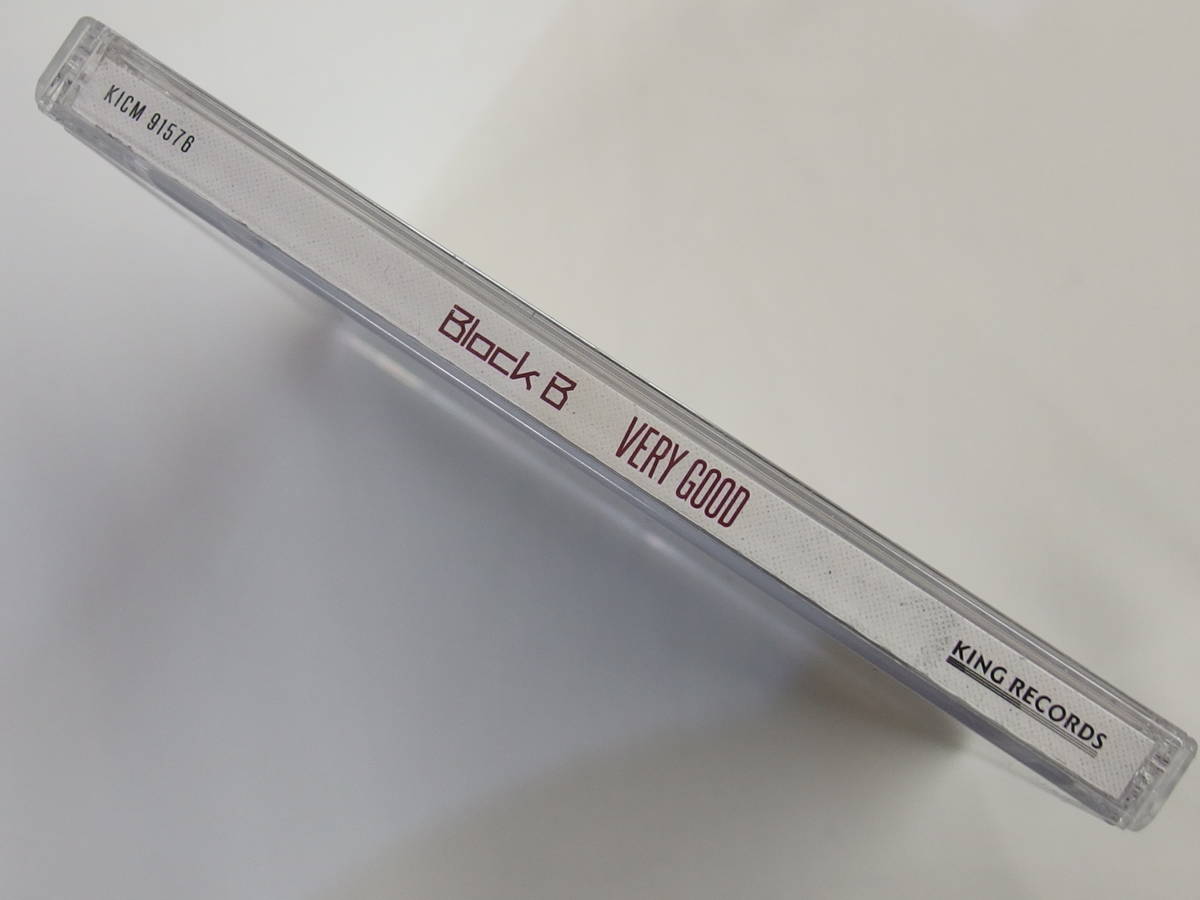 KICM 91576
Block B VERY GOOD
KING RECORDS